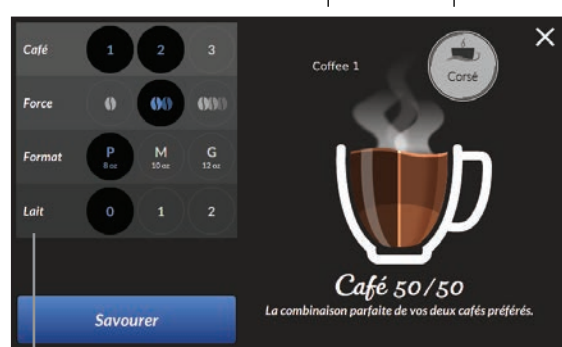 Café 1 2 3
Force
Format P M G
8 oz 10 oz 12 oz
Lait 0 1 2
Savourer
Coffee 1
Corsé
Café 50/50
La combinaison parfaite de vos deux cafés préférés.